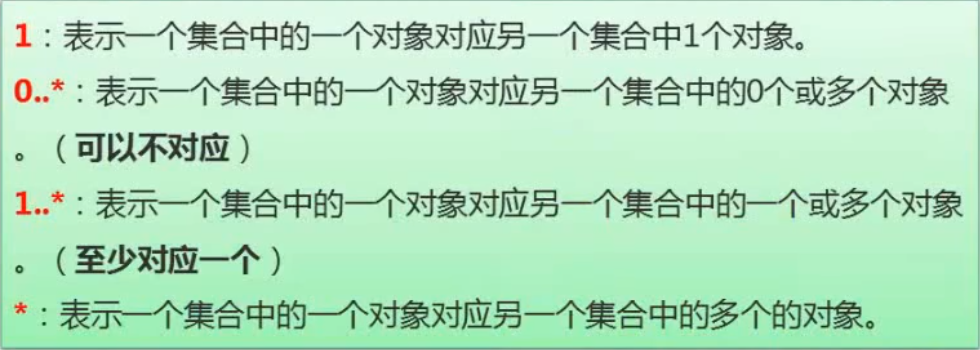 1：表示一个集合中的一个对象对应另一个集合中1个对象。
0..*：表示一个集合中的一个对象对应另一个集合中的0个或多个对象
。（可以不对应）
1..*：表示一个集合中的一个对象对应另一个集合中的一个或多个对象
。（至少对应一个）
*：表示一个集合中的一个对象对应另一个集合中的多个的对象。